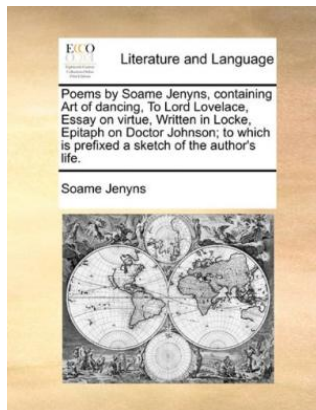 ECCO
Literature and Language
Poems by Soame Jenyns, containing
Art of dancing, To Lord Lovelace,
Essay on virtue, Written in Locke,
Epitaph on Doctor Johnson; to which
is prefixed a sketch of the author's
life.
Soame Jenyns